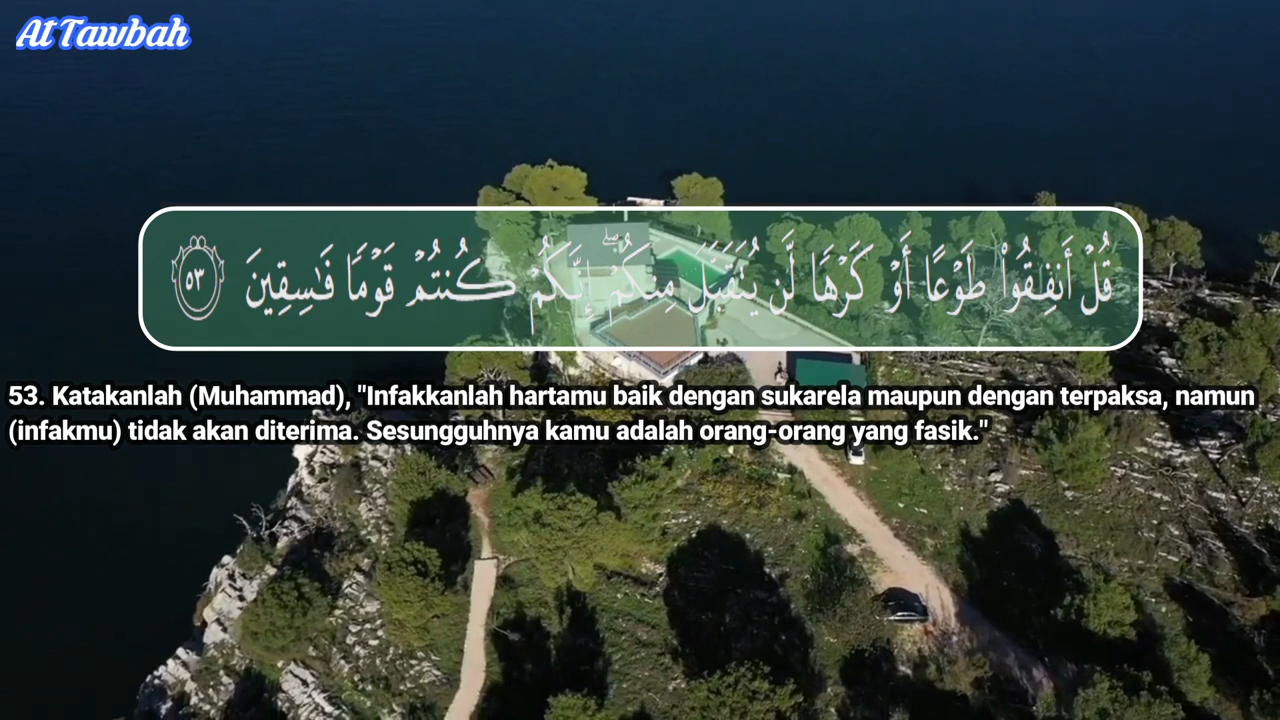 At Tawbah
قُلْ أَنفِقُوا۟ طَوْعًا أَوْ كَرْهًا لَّن يُتَقَبَّلَ مِنكُمْ ۖ إِنَّكُمْ كُنتُمْ قَوْمًا فَـٰسِقِينَ ٥٣
53. Katakanlah (Muhammad), "Infakkanlah hartamu baik dengan sukarela maupun dengan terpaksa, namun
(infakmu) tidak akan diterima. Sesungguhnya kamu adalah orang-orang yang fasik."